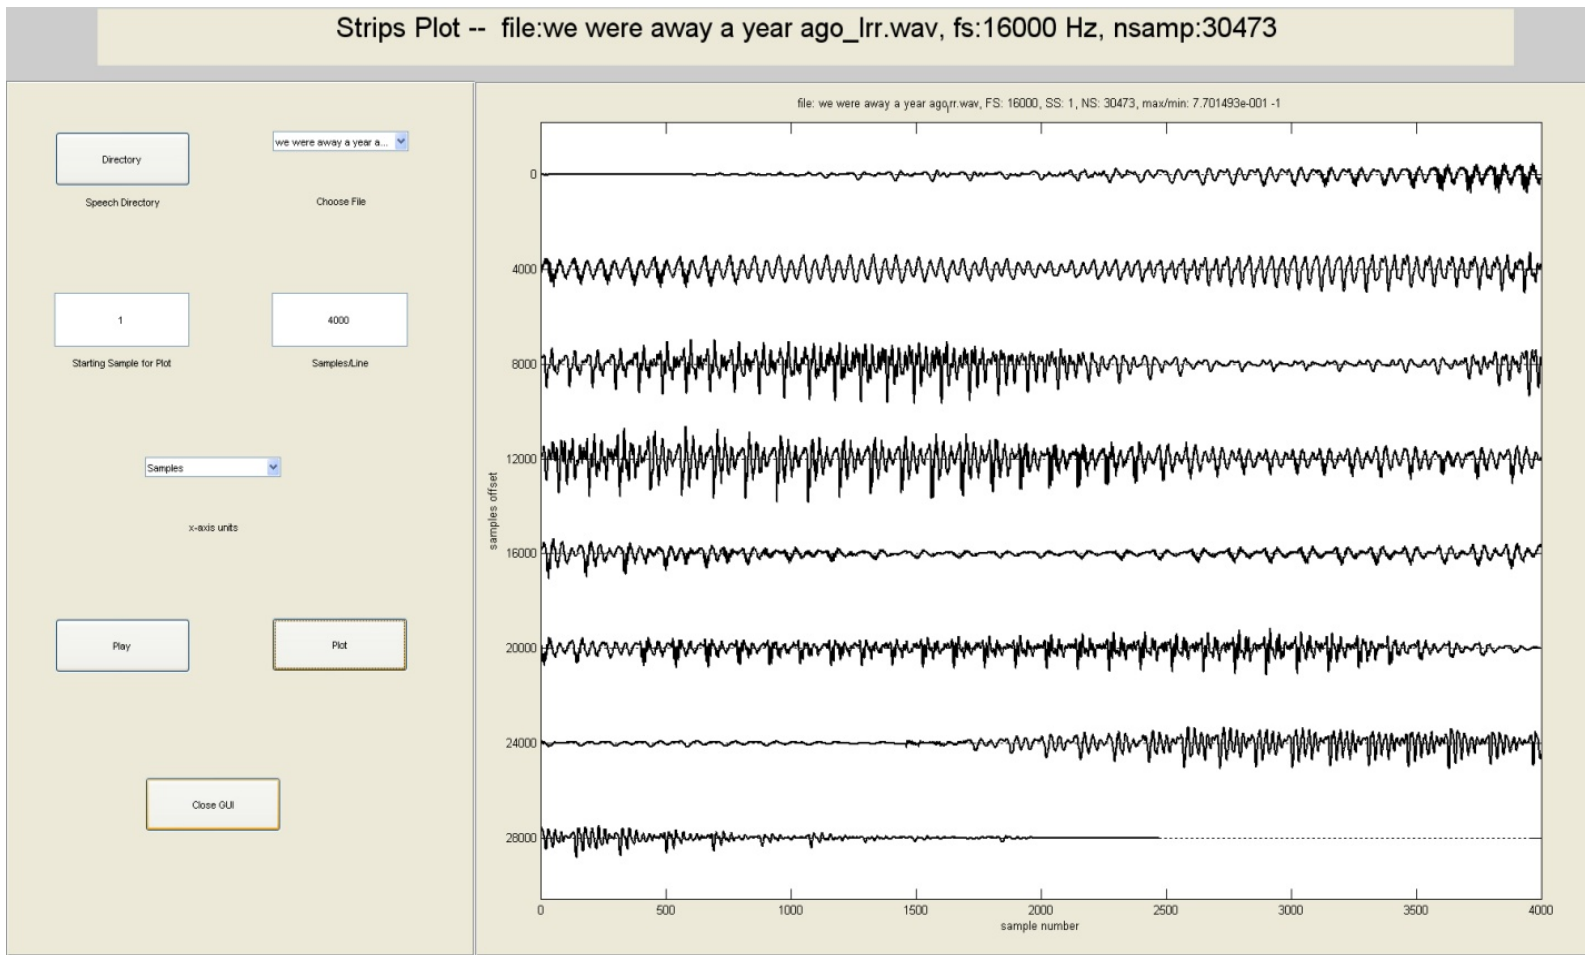 Strips Plot -- file:we were away a year ago_lrr.wav, fs:16000 Hz, nsamp:30473
Directory
Speech Directory
we were away a year a...
Choose File
1
Starting Sample for Plot
4000
Samples/Line
Samples
x-axis units
Play
Plot
Close GUI
file: we were away a year ago_lrr.wav, FS: 16000, SS: 1, NS: 30473, max/min: 7.701493e-001 -1
samples offset
0
4000
8000
12000
16000
20000
24000
28000
0 500 1000 1500 2000 2500 3000 3500 4000
sample number